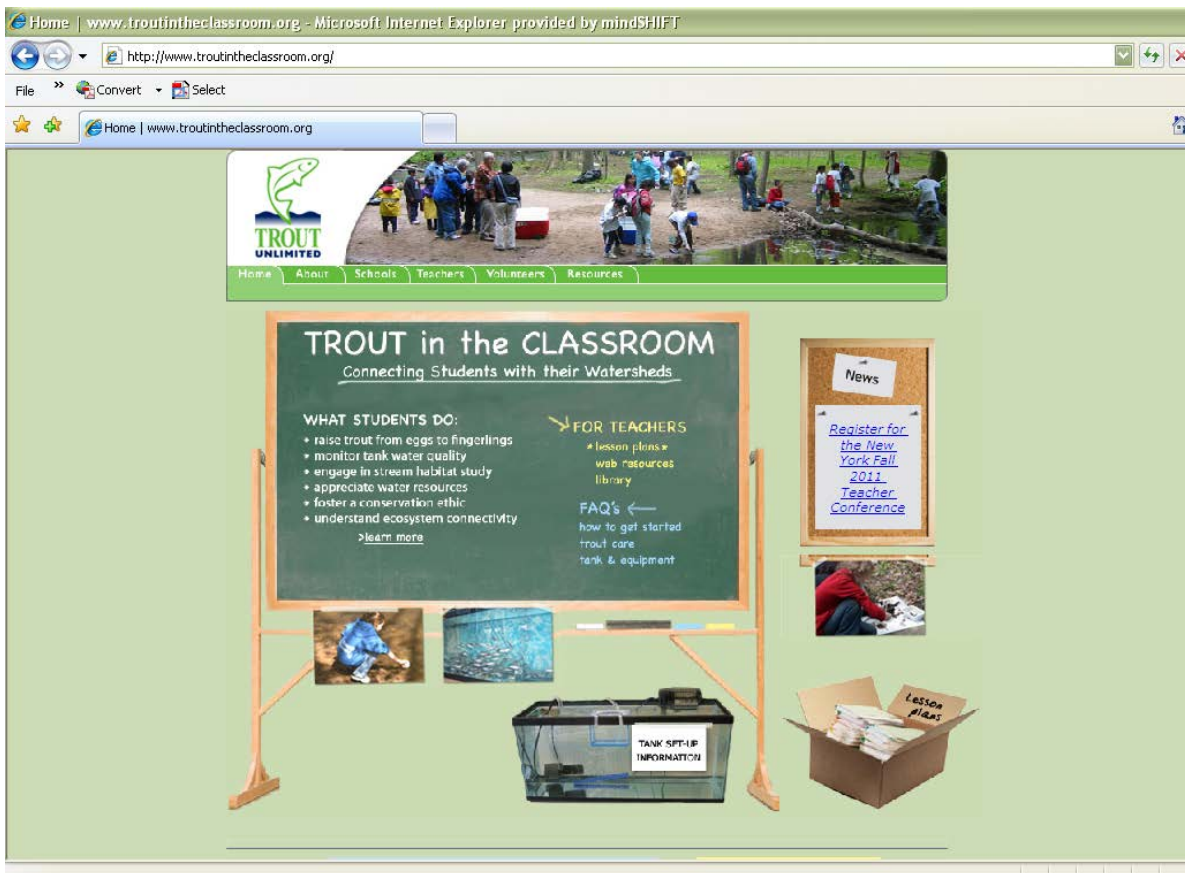 Home | www.troutintheclassroom.org - Microsoft Internet Explorer provided by mindSHIFT
http://www.troutintheclassroom.org/
File » Convert Select
Home | www.troutintheclassroom.org
TROUT
UNLIMITED
Home About Schools Teachers Volunteers Resources
TROUT in the CLASSROOM
Connecting Students with their Watersheds
WHAT STUDENTS DO:
• raise trout from eggs to fingerlings
• monitor tank water quality
• engage in stream habitat study
• appreciate water resources
• foster a conservation ethic
• understand ecosystem connectivity
>learn more
FOR TEACHERS
* lesson plans *
web resources
library
FAQ's
how to get started
trout care
tank & equipment
News
Register for
the New
York Fall
2011
Teacher
Conference
TANK SET-UP
INFORMATION
Lesson
plans